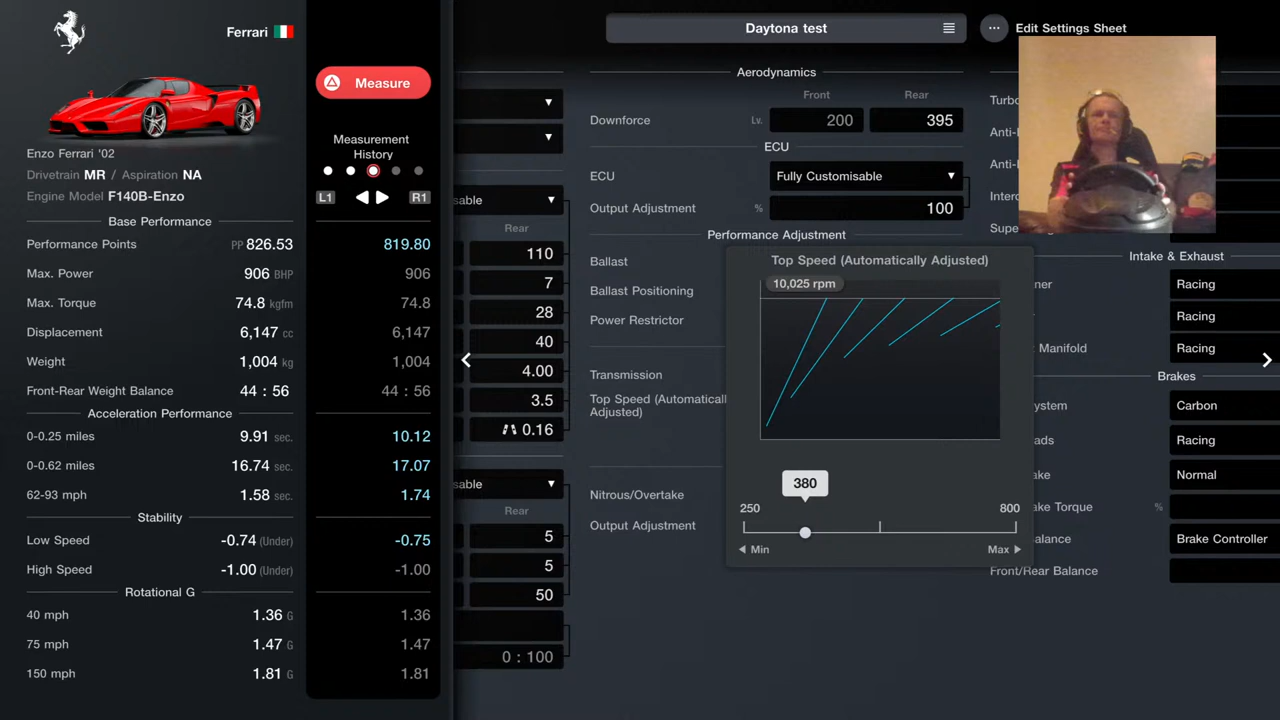 Ferrari
Enzo Ferrari '02
Drivetrain MR / Aspiration NA
Engine Model F140B-Enzo
Base Performance
Performance Points PP 826.53 819.80
Max. Power 906 BHP 906
Max. Torque 74.8 kgfm 74.8
Displacement 6,147 cc 6,147
Weight 1,004 kg 1,004
Front-Rear Weight Balance 44 : 56 44 : 56
Acceleration Performance
0-0.25 miles 9.91 sec. 10.12
0-0.62 miles 16.74 sec. 17.07
62-93 mph 1.58 sec. 1.74
Stability
Low Speed -0.74 (Under) -0.75
High Speed -1.00 (Under) -1.00
Rotational G
40 mph 1.36 G 1.36
75 mph 1.47 G 1.47
150 mph 1.81 G 1.81
Measure
Measurement
History
L1 R1
sable
Rear
110
7
28
40
4.00
3.5
0.16
sable
Rear
5
5
50
0 : 100
Daytona test
Edit Settings Sheet
Aerodynamics
Front Rear
Downforce Lv. 200 395
ECU
ECU Fully Customisable
Output Adjustment % 100
Performance Adjustment
Ballast
Ballast Positioning
Power Restrictor
Transmission
Top Speed (Automaticall
Adjusted)
Nitrous/Overtake
Output Adjustment
Top Speed (Automatically Adjusted)
10,025 rpm
380
250 800
Min Max
Turbo
Anti-
Anti-
Interc
Supe
Intake & Exhaust
ner Racing
Racing
Manifold Racing
Brakes
ystem Carbon
ads Racing
ake Normal
ake Torque %
alance Brake Controller
Front/Rear Balance